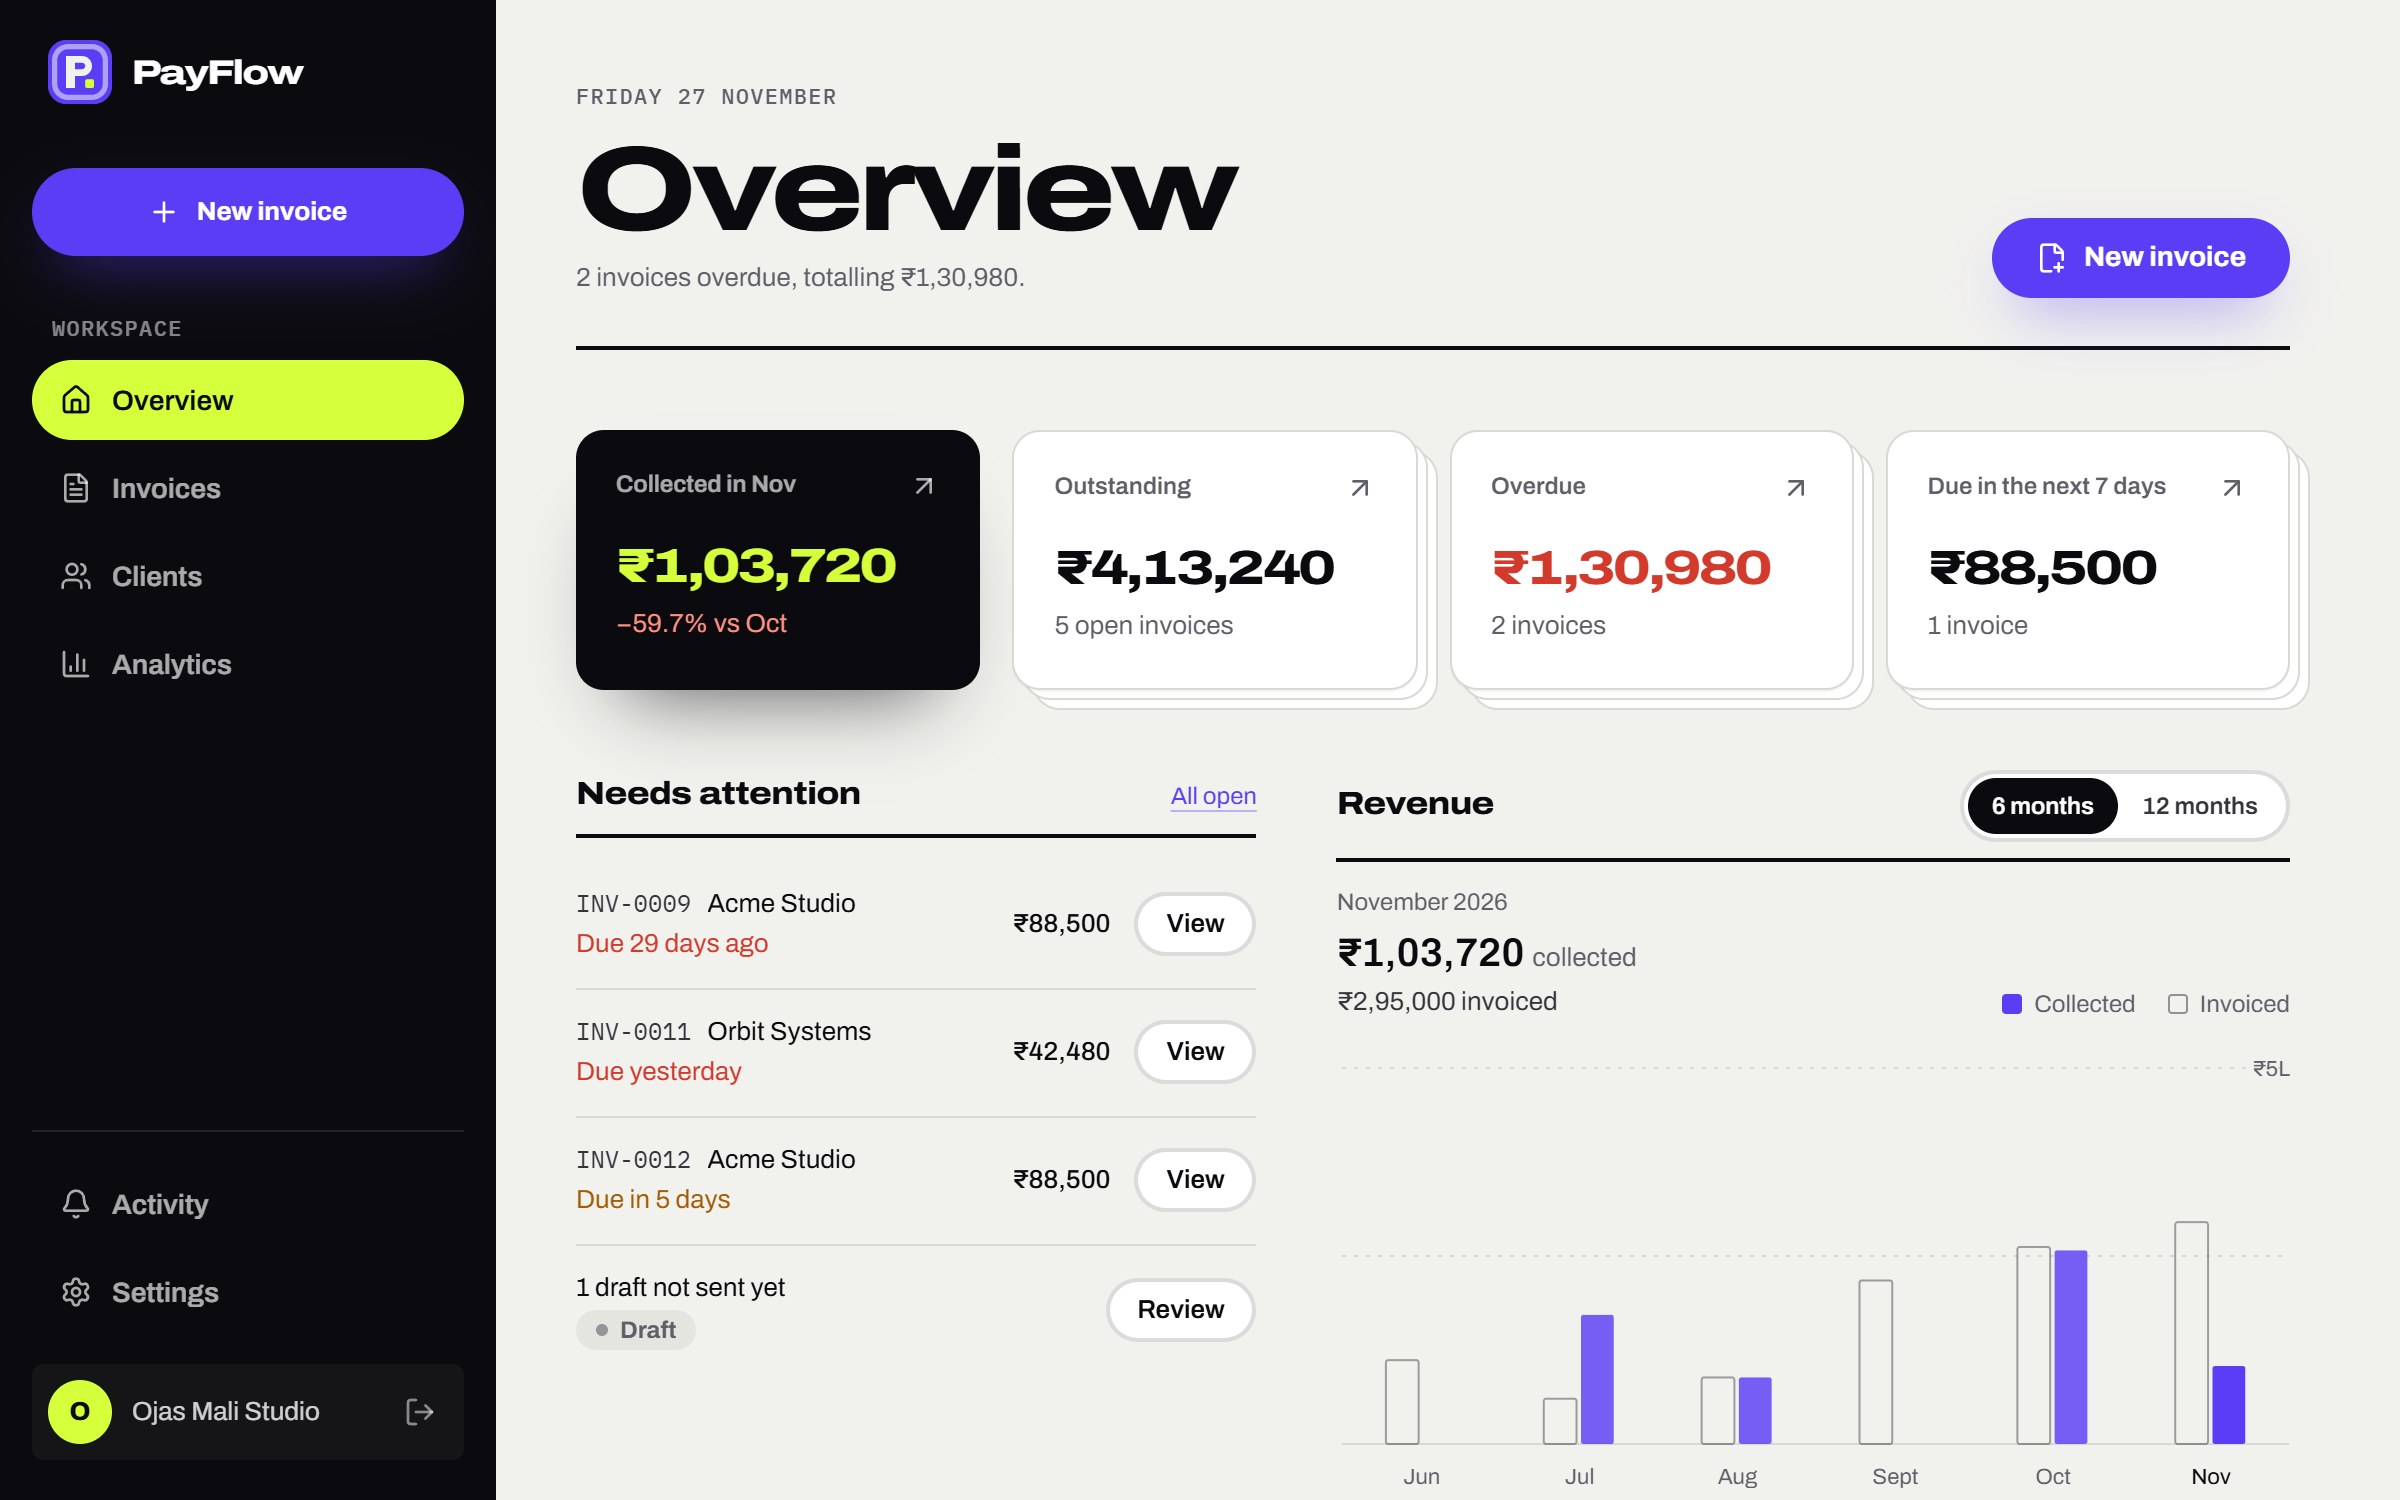 P.
PayFlow
New invoice
WORKSPACE
Overview
Invoices
Clients
Analytics
Activity
Settings
O
Ojas Mali Studio
FRIDAY 27 NOVEMBER
Overview
2 invoices overdue, totalling ₹1,30,980.
New invoice
Collected in Nov
₹1,03,720
−59.7% vs Oct
Outstanding
₹4,13,240
5 open invoices
Overdue
₹1,30,980
2 invoices
Due in the next 7 days
₹88,500
1 invoice
Needs attention
All open
INV-0009 Acme Studio
Due 29 days ago
₹88,500
View
INV-0011 Orbit Systems
Due yesterday
₹42,480
View
INV-0012 Acme Studio
Due in 5 days
₹88,500
View
1 draft not sent yet
Draft
Review
Revenue
6 months
12 months
November 2026
₹1,03,720 collected
₹2,95,000 invoiced
Collected
Invoiced
₹5L
Jun
Jul
Aug
Sept
Oct
Nov